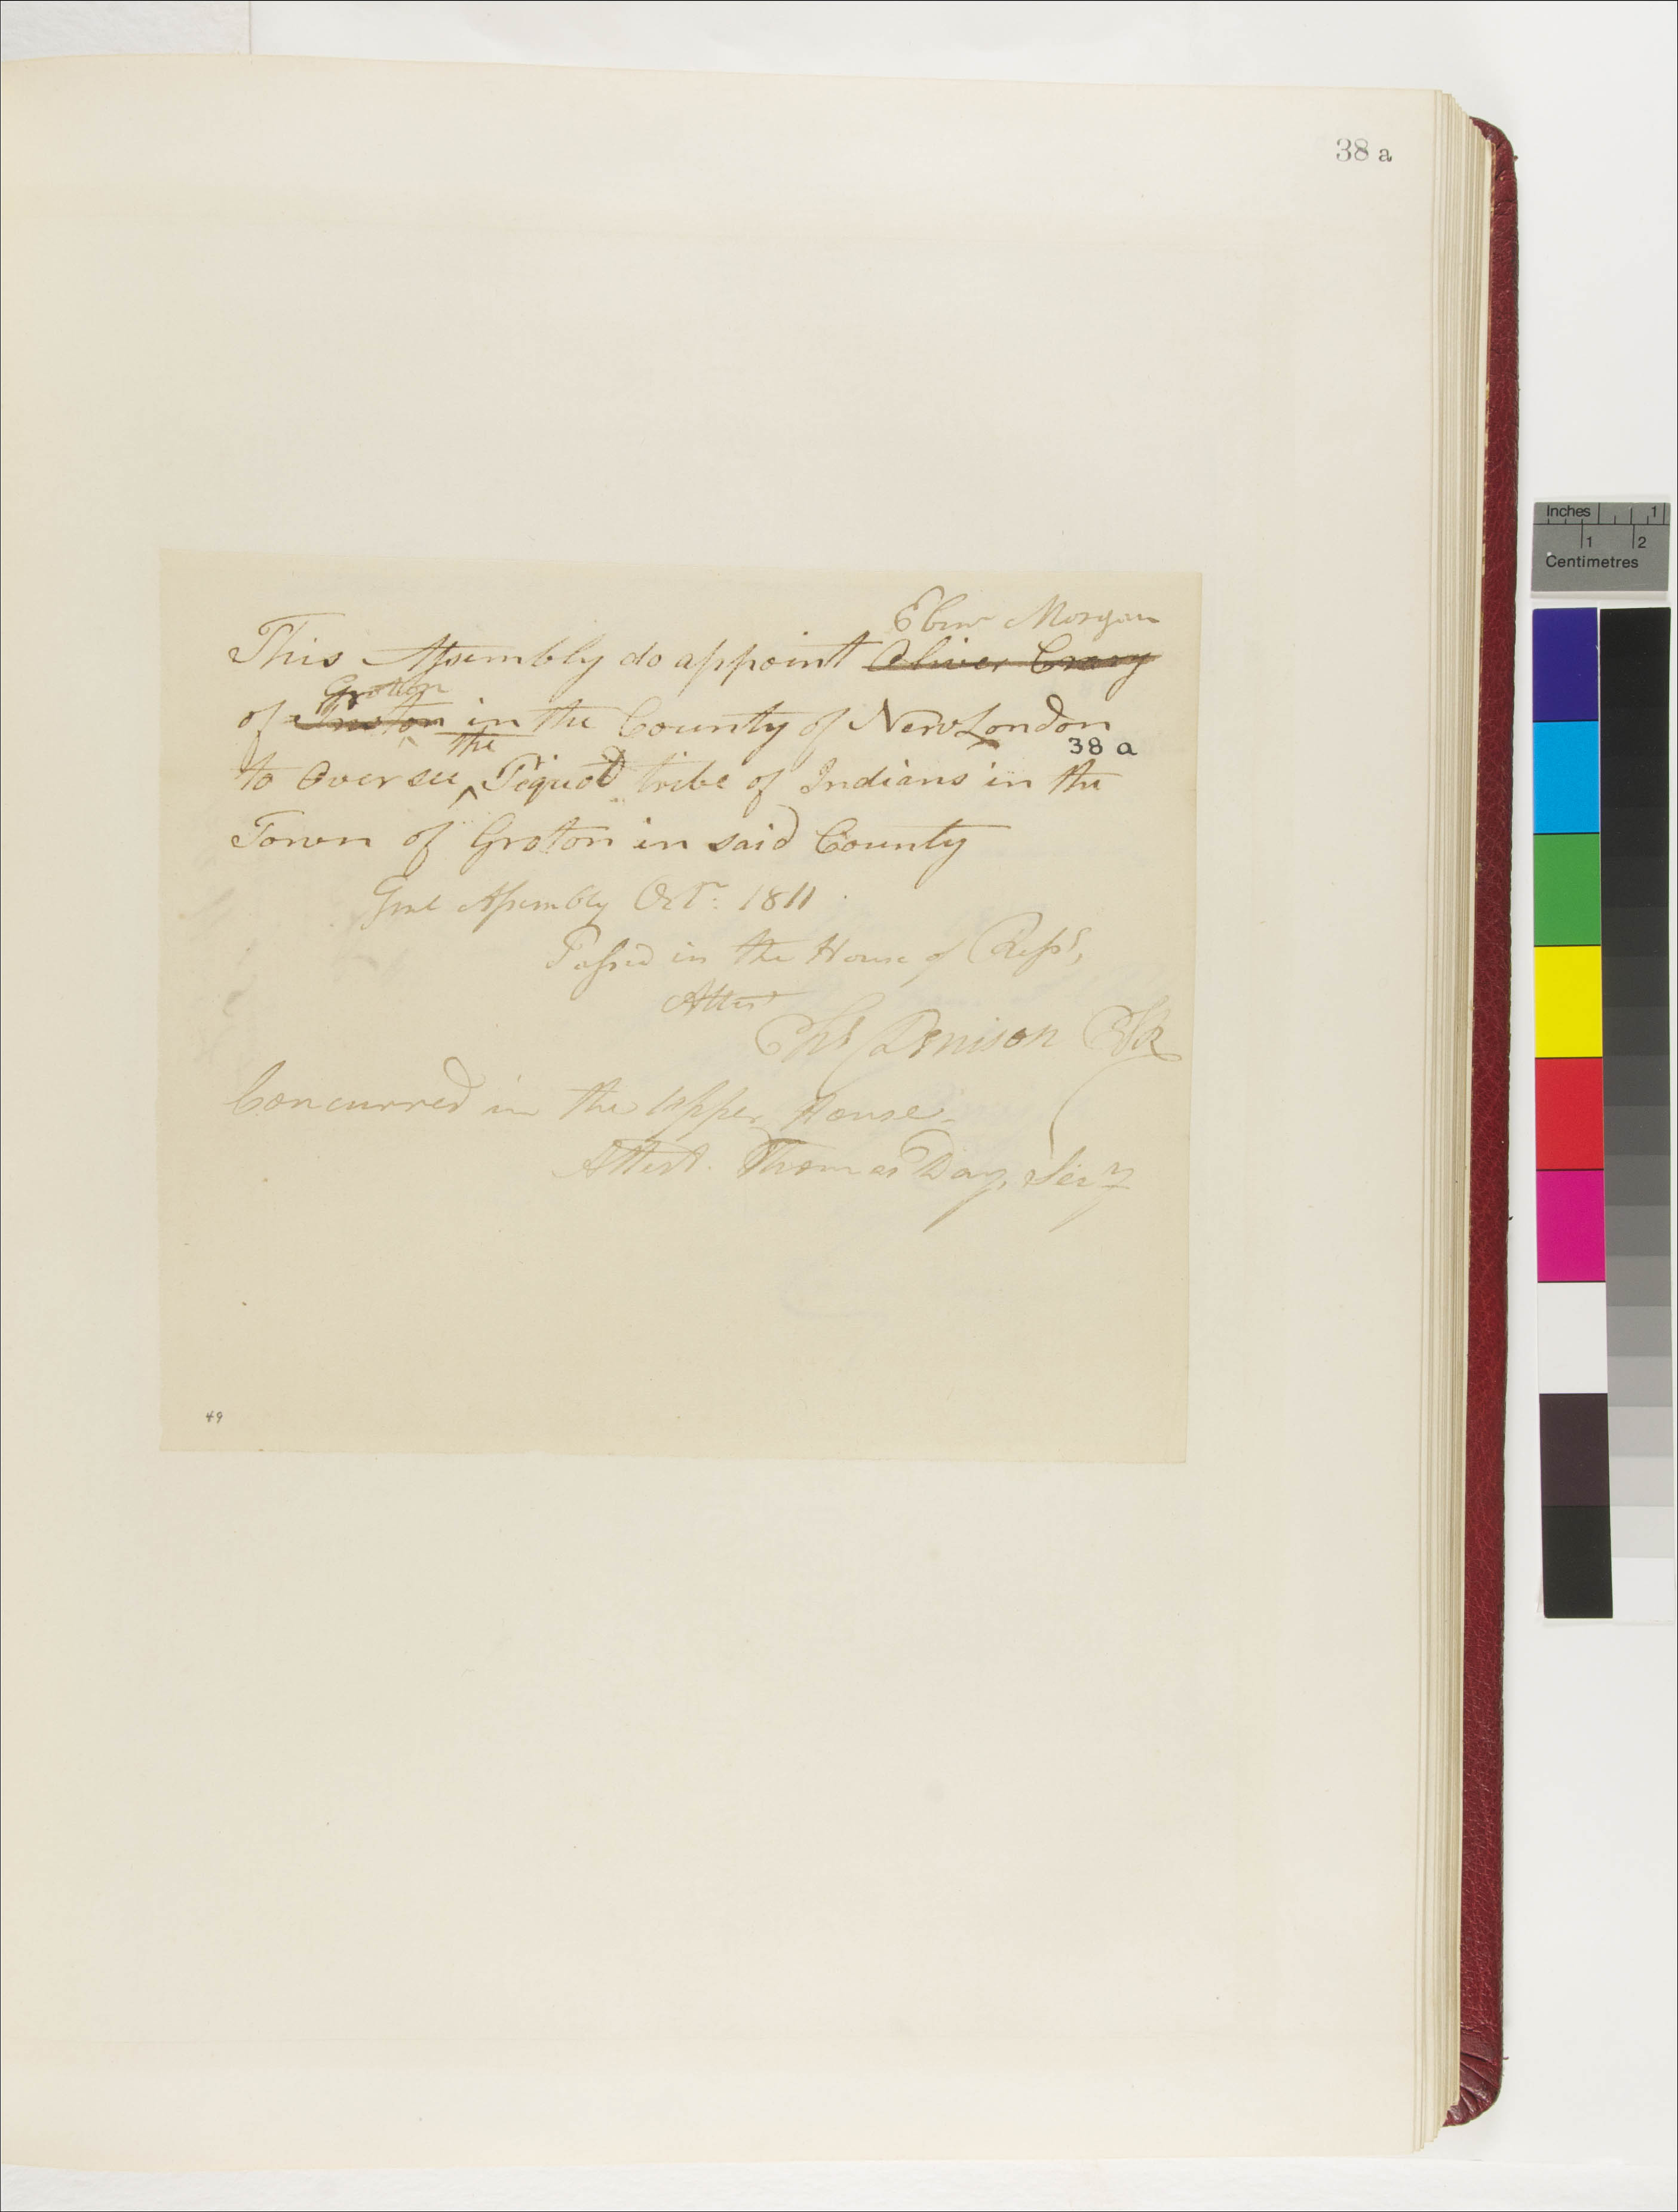 38 a
Ebenr Morgan
This Assembly do appoint Oliver Crary
Groton
of in the County of New London
38 a
the
to Over see ^ Pequod tribe of Indians in the
Town of Groton in said County
Genl Assembly Octr: 1811.
Passed in the House of Reps,
Attest
Chs Denison Clk
Concurred in the Upper House.
Attest. Thomas Day, Secy
49
Inches 1
1 2
Centimetres